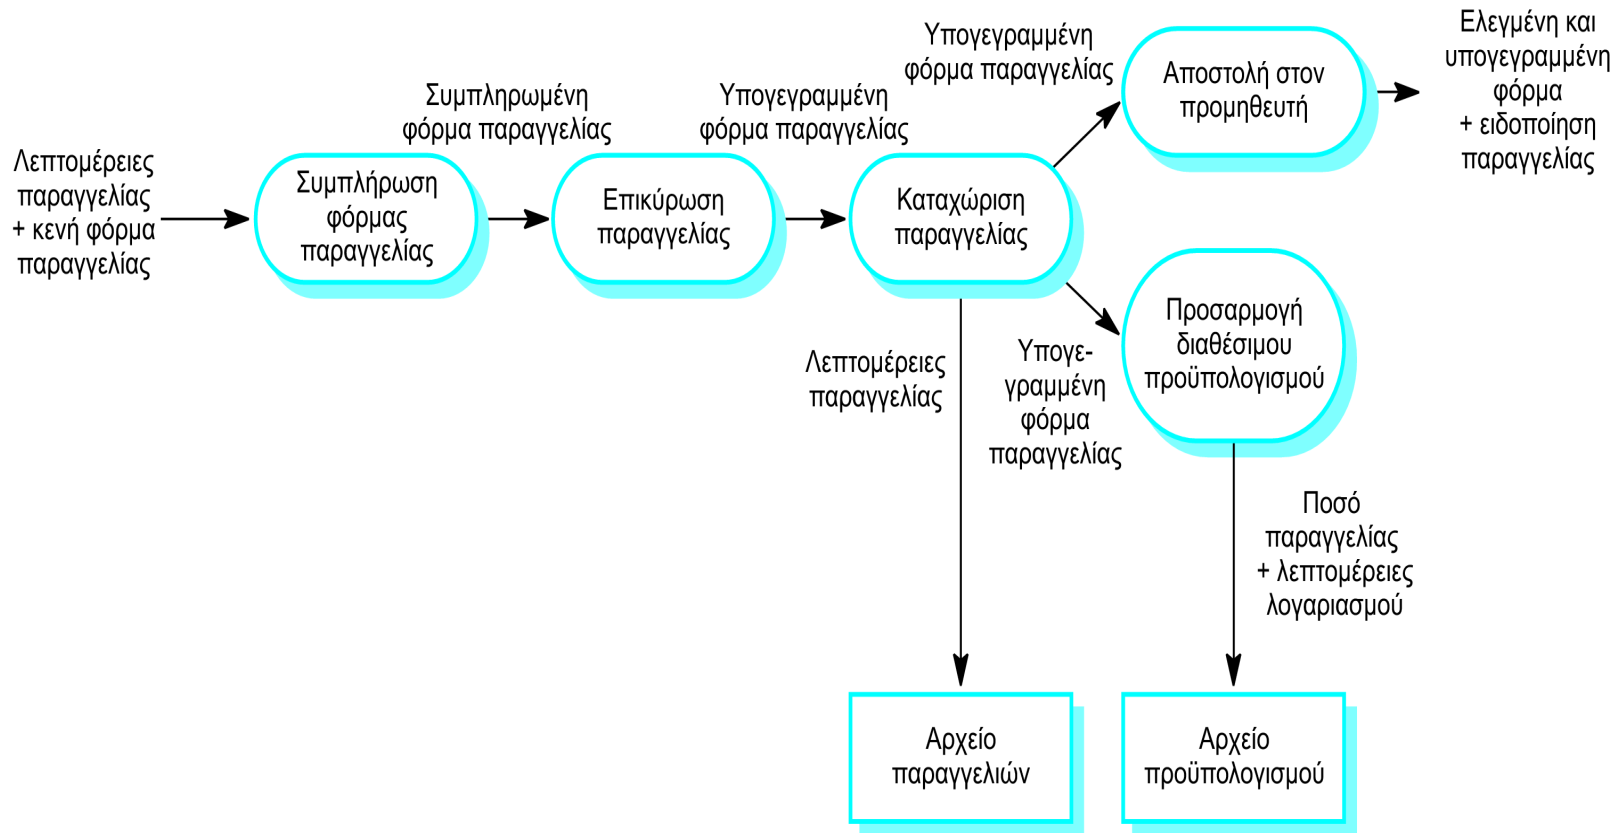 Λεπτομέρειες
παραγγελίας
+ κενή φόρμα
παραγγελίας
Συμπλήρωση
φόρμας
παραγγελίας
Συμπληρωμένη
φόρμα παραγγελίας
Επικύρωση
παραγγελίας
Υπογεγραμμένη
φόρμα παραγγελίας
Καταχώριση
παραγγελίας
Υπογεγραμμένη
φόρμα παραγγελίας
Αποστολή στον
προμηθευτή
Ελεγμένη και
υπογεγραμμένη
φόρμα
+ ειδοποίηση
παραγγελίας
Λεπτομέρειες
παραγγελίας
Υπογε-
γραμμένη
φόρμα
παραγγελίας
Προσαρμογή
διαθέσιμου
προϋπολογισμού
Ποσό
παραγγελίας
+ λεπτομέρειες
λογαριασμού
Αρχείο
παραγγελιών
Αρχείο
προϋπολογισμού